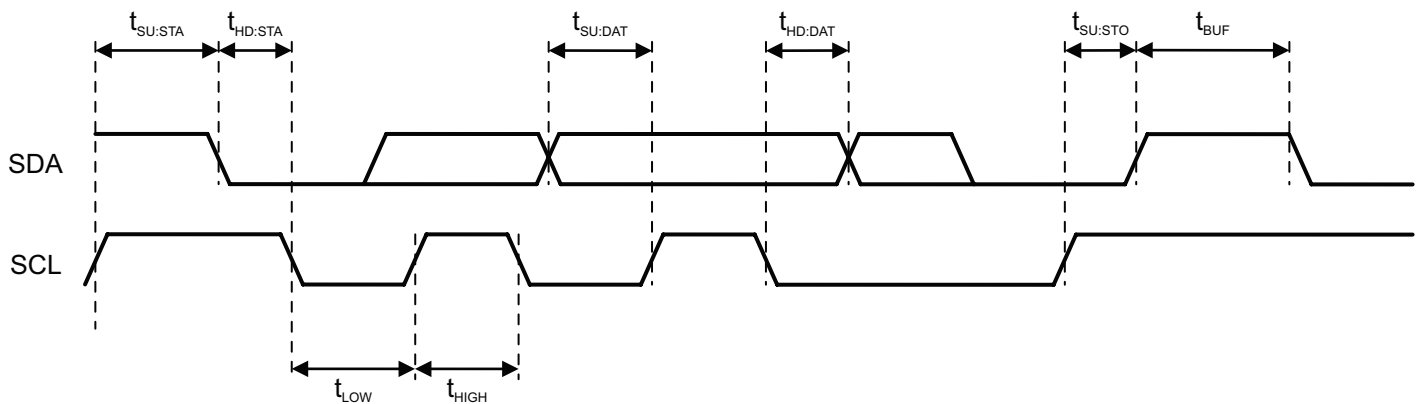 tSU:STA tHD:STA tSU:DAT tHD:DAT tSU:STO tBUF
SDA
SCL
tLOW tHIGH